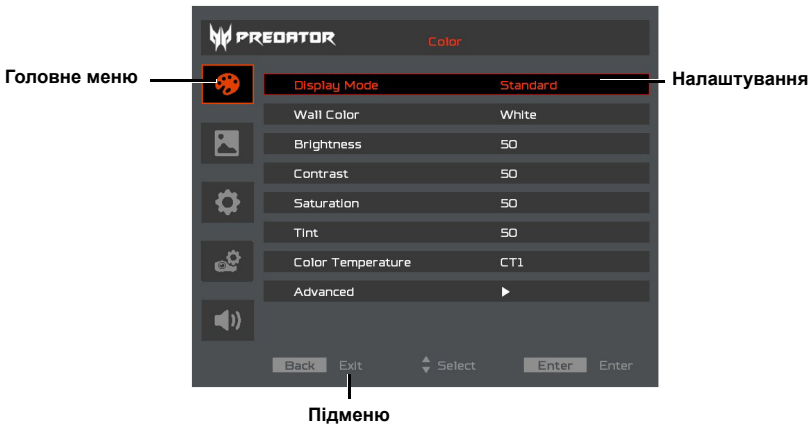 PREDATOR
Color
Головне меню
Display Mode Standard
Налаштування
Wall Color White
Brightness 50
Contrast 50
Saturation 50
Tint 50
Color Temperature CT1
Advanced
Back Exit Select Enter Enter
Підменю